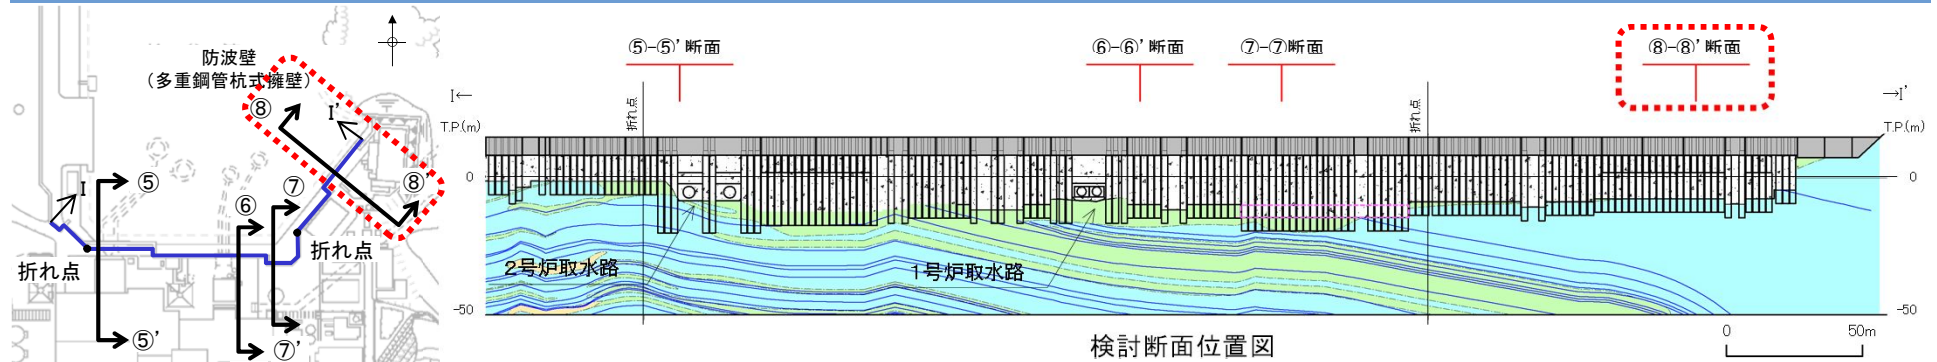 防波壁
（多重鋼管杭式擁壁）
⑧
I’
⑧’
I
⑤
⑥
⑦
折れ点
折れ点
⑤’
⑦’
⑤-⑤’断面
⑥-⑥’断面
⑦-⑦断面
⑧-⑧’断面
I←
→I’
折れ点
折れ点
T.P.(m)
T.P.(m)
0
0
2号炉取水路
1号炉取水路
-50
-50
検討断面位置図
0
50m